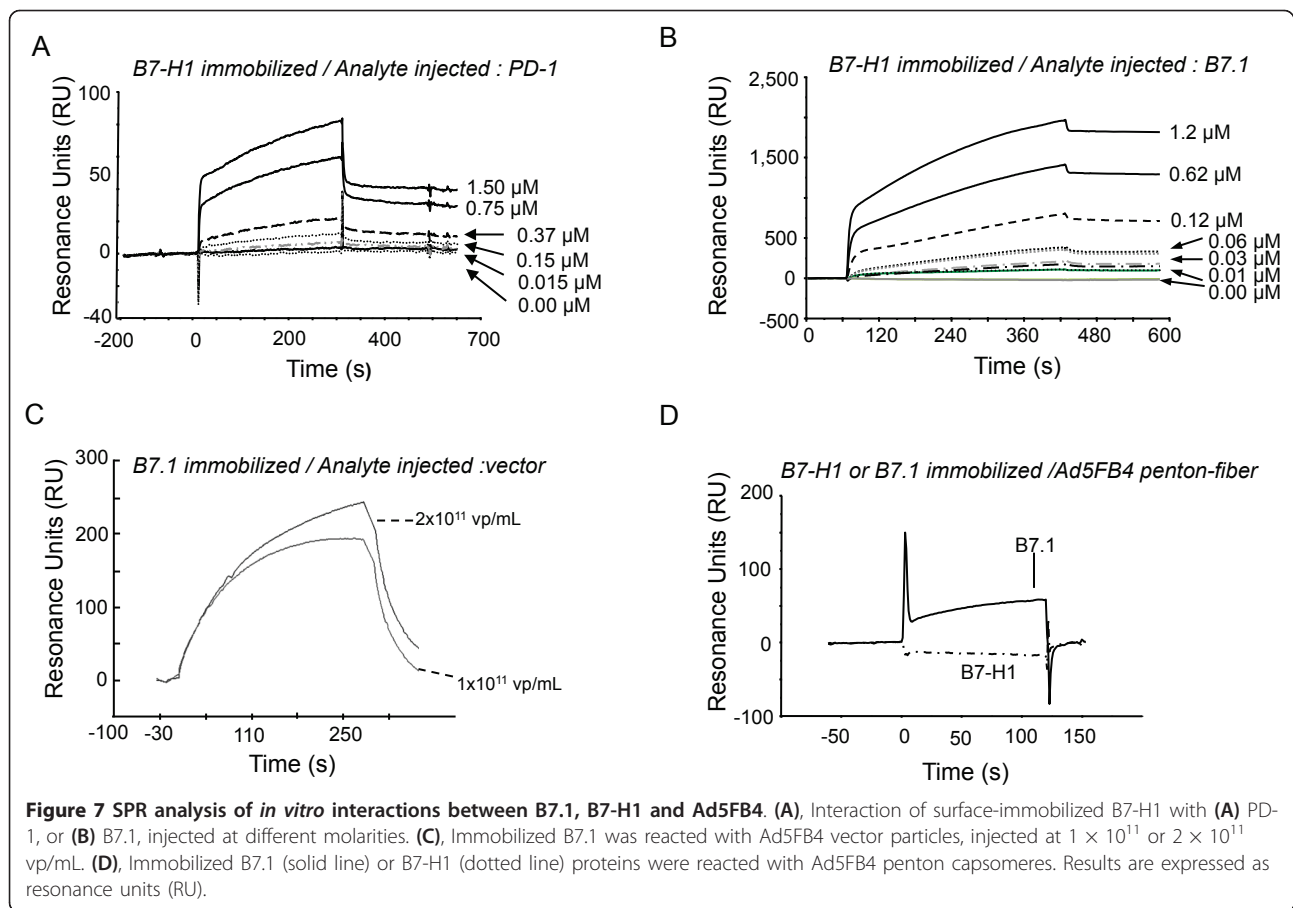 A
B7-H1 immobilized / Analyte injected : PD-1
Resonance Units (RU)
100
50
0
-40
-200
0
200
400
700
Time (s)
1.50 µM
0.75 µM
0.37 µM
0.15 µM
0.015 µM
0.00 µM
B
B7-H1 immobilized / Analyte injected : B7.1
Resonance Units (RU)
2,500
1,500
500
0
-500
0
120
240
360
480
600
Time (s)
1.2 µM
0.62 µM
0.12 µM
0.06 µM
0.03 µM
0.01 µM
0.00 µM
C
B7.1 immobilized / Analyte injected :vector
Resonance Units (RU)
300
200
100
0
-100
-30
110
250
Time (s)
2x10¹¹ vp/mL
1x10¹¹ vp/mL
D
B7-H1 or B7.1 immobilized /Ad5FB4 penton-fiber
Resonance Units (RU)
200
150
100
50
0
-100
-50
0
50
100
150
Time (s)
B7.1
B7-H1
Figure 7 SPR analysis of in vitro interactions between B7.1, B7-H1 and Ad5FB4. (A), Interaction of surface-immobilized B7-H1 with (A) PD-
1, or (B) B7.1, injected at different molarities. (C), Immobilized B7.1 was reacted with Ad5FB4 vector particles, injected at 1 × 10¹¹ or 2 × 10¹¹
vp/mL. (D), Immobilized B7.1 (solid line) or B7-H1 (dotted line) proteins were reacted with Ad5FB4 penton capsomeres. Results are expressed as
resonance units (RU).